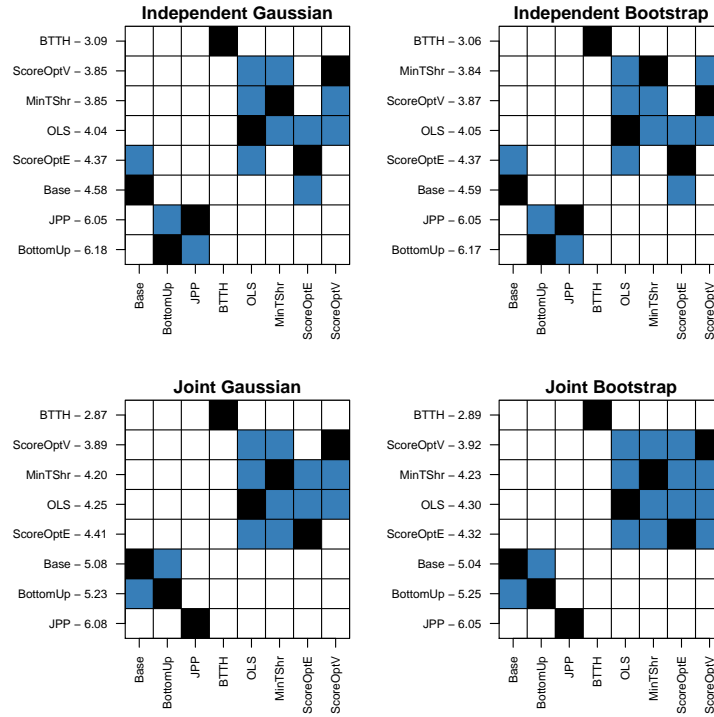 Independent Gaussian
BTTH − 3.09
ScoreOptV − 3.85
MinTShr − 3.85
OLS − 4.04
ScoreOptE − 4.37
Base − 4.58
JPP − 6.05
BottomUp − 6.18
Base
BottomUp
JPP
BTTH
OLS
MinTShr
ScoreOptE
ScoreOptV
Independent Bootstrap
BTTH − 3.06
MinTShr − 3.84
ScoreOptV − 3.87
OLS − 4.05
ScoreOptE − 4.37
Base − 4.59
JPP − 6.05
BottomUp − 6.17
Base
BottomUp
JPP
BTTH
OLS
MinTShr
ScoreOptE
ScoreOptV
Joint Gaussian
BTTH − 2.87
ScoreOptV − 3.89
MinTShr − 4.20
OLS − 4.25
ScoreOptE − 4.41
Base − 5.08
BottomUp − 5.23
JPP − 6.08
Base
BottomUp
JPP
BTTH
OLS
MinTShr
ScoreOptE
ScoreOptV
Joint Bootstrap
BTTH − 2.89
ScoreOptV − 3.92
MinTShr − 4.23
OLS − 4.30
ScoreOptE − 4.32
Base − 5.04
BottomUp − 5.25
JPP − 6.05
Base
BottomUp
JPP
BTTH
OLS
MinTShr
ScoreOptE
ScoreOptV